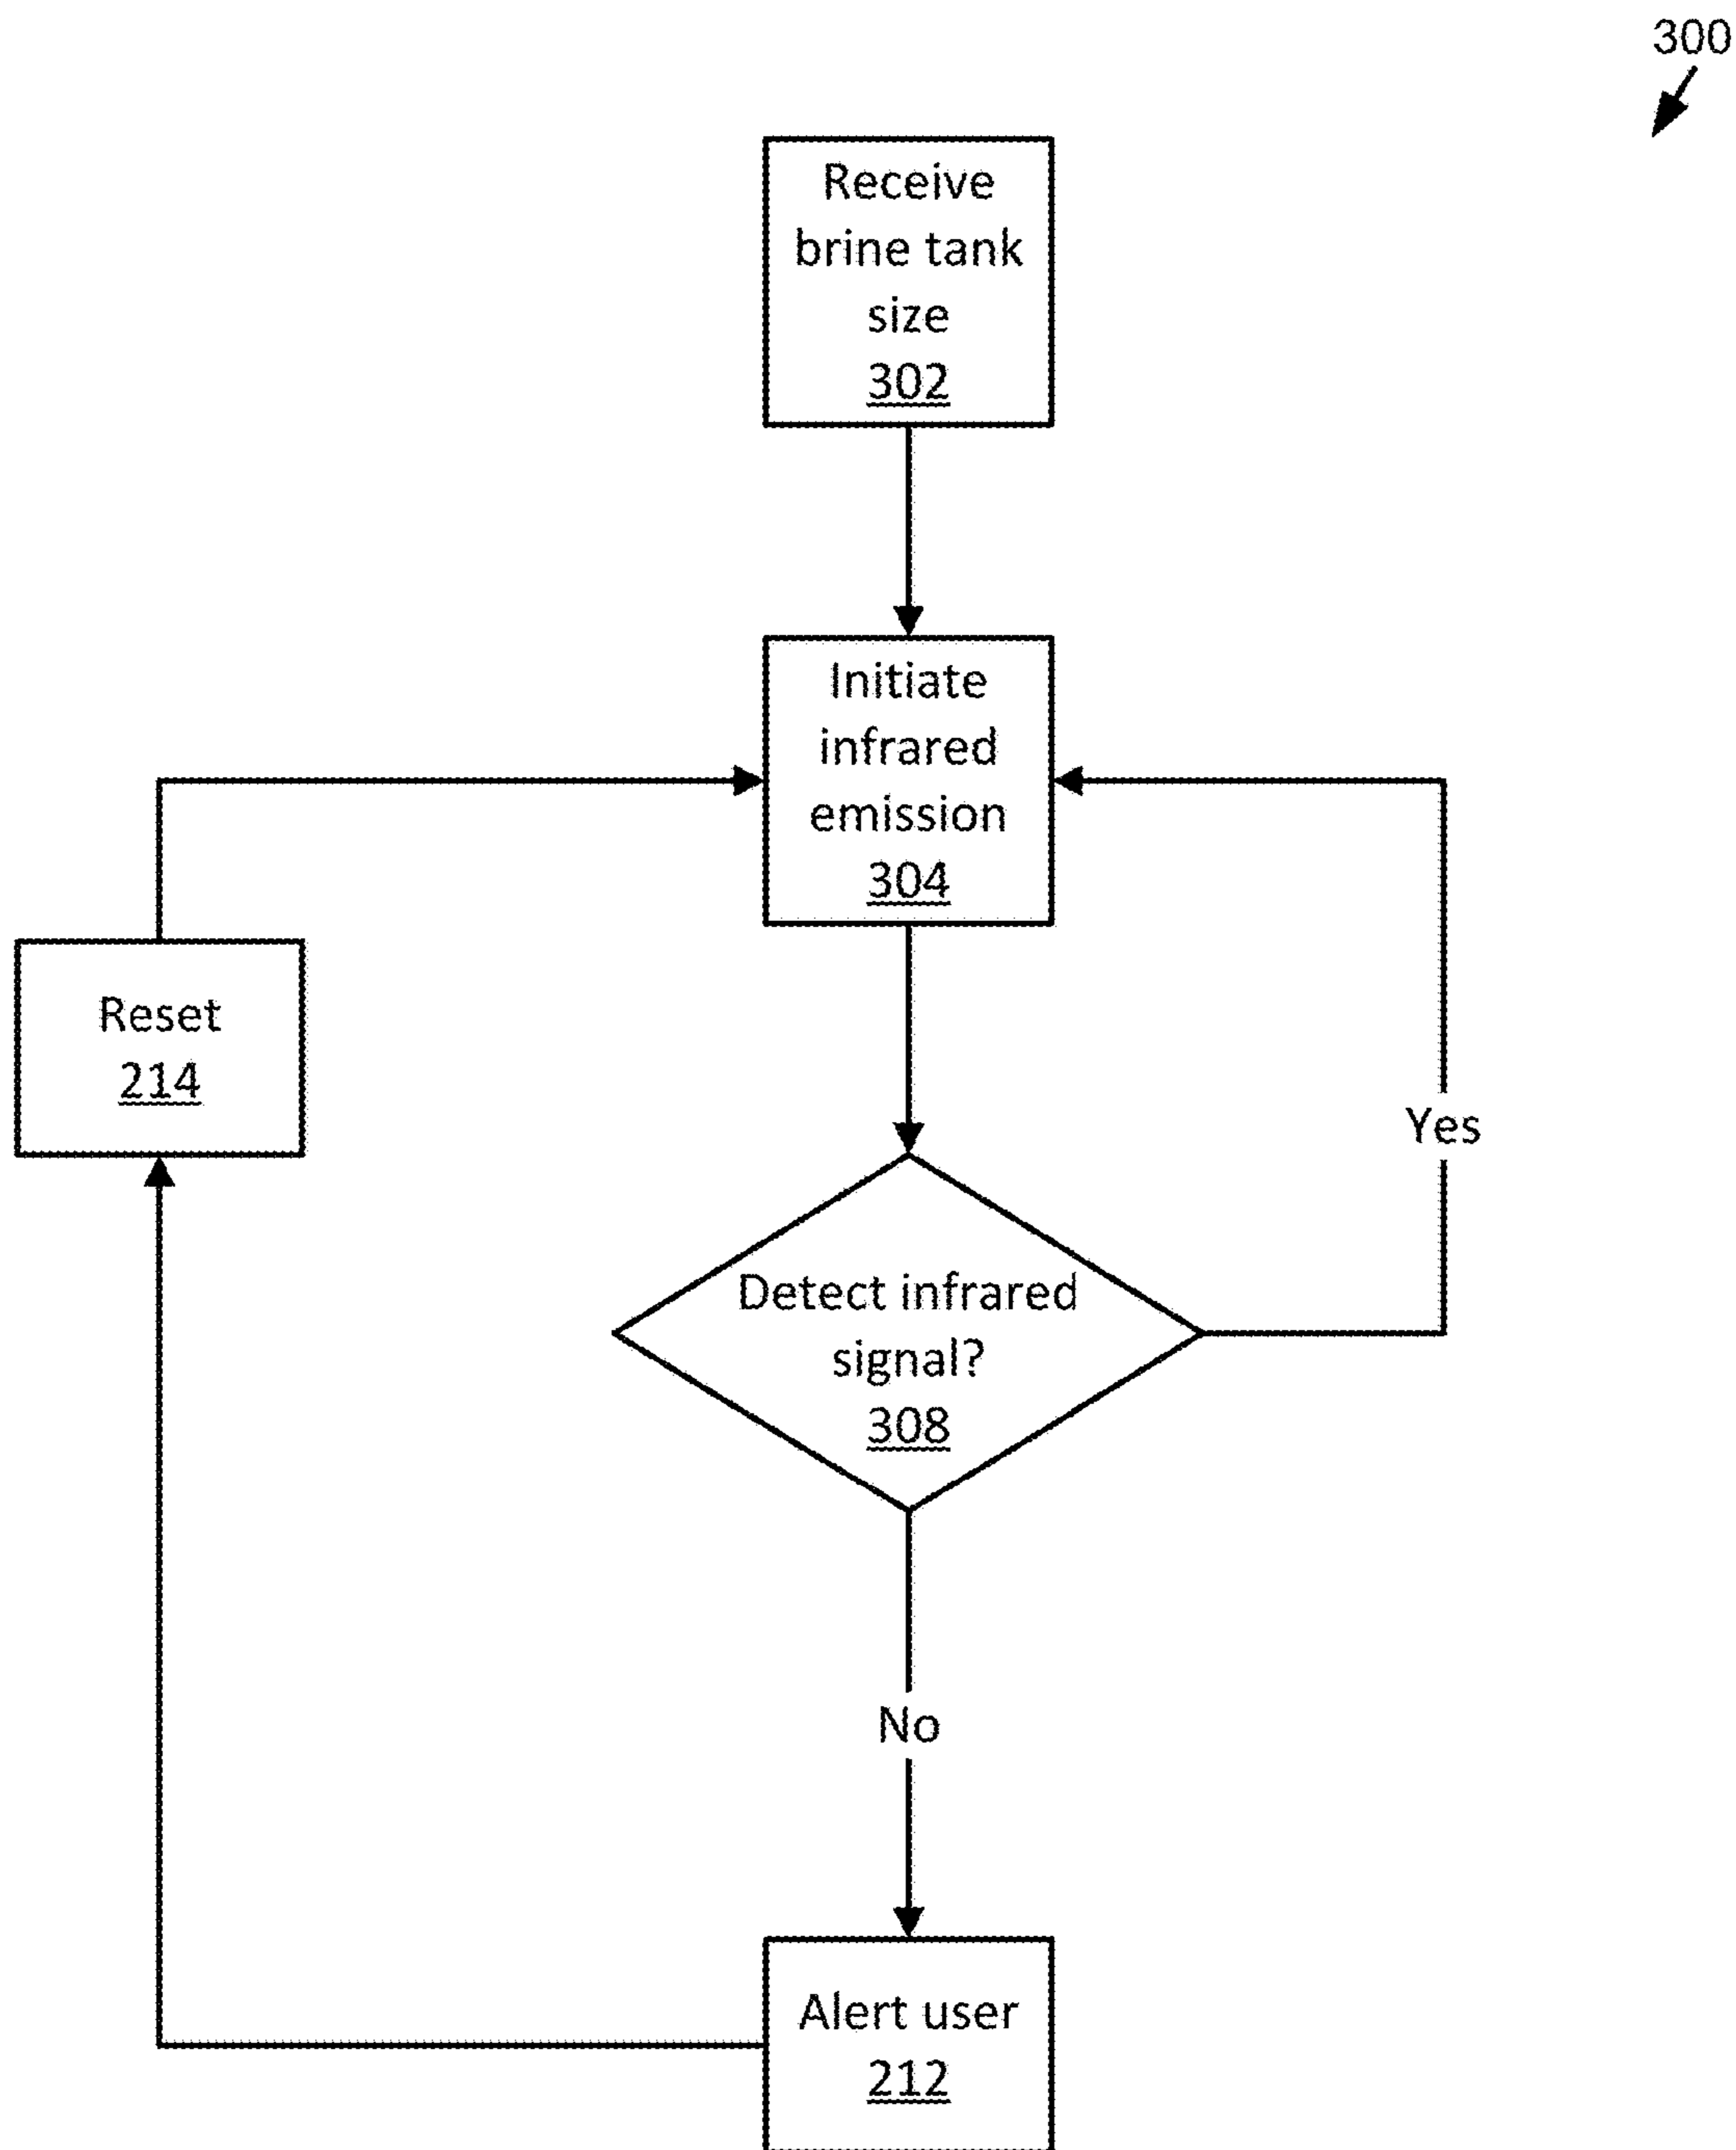 300
Receive
brine tank
size
302
Initiate
infrared
emission
304
Reset
214
Yes
Detect infrared
signal?
308
No
Alert user
212